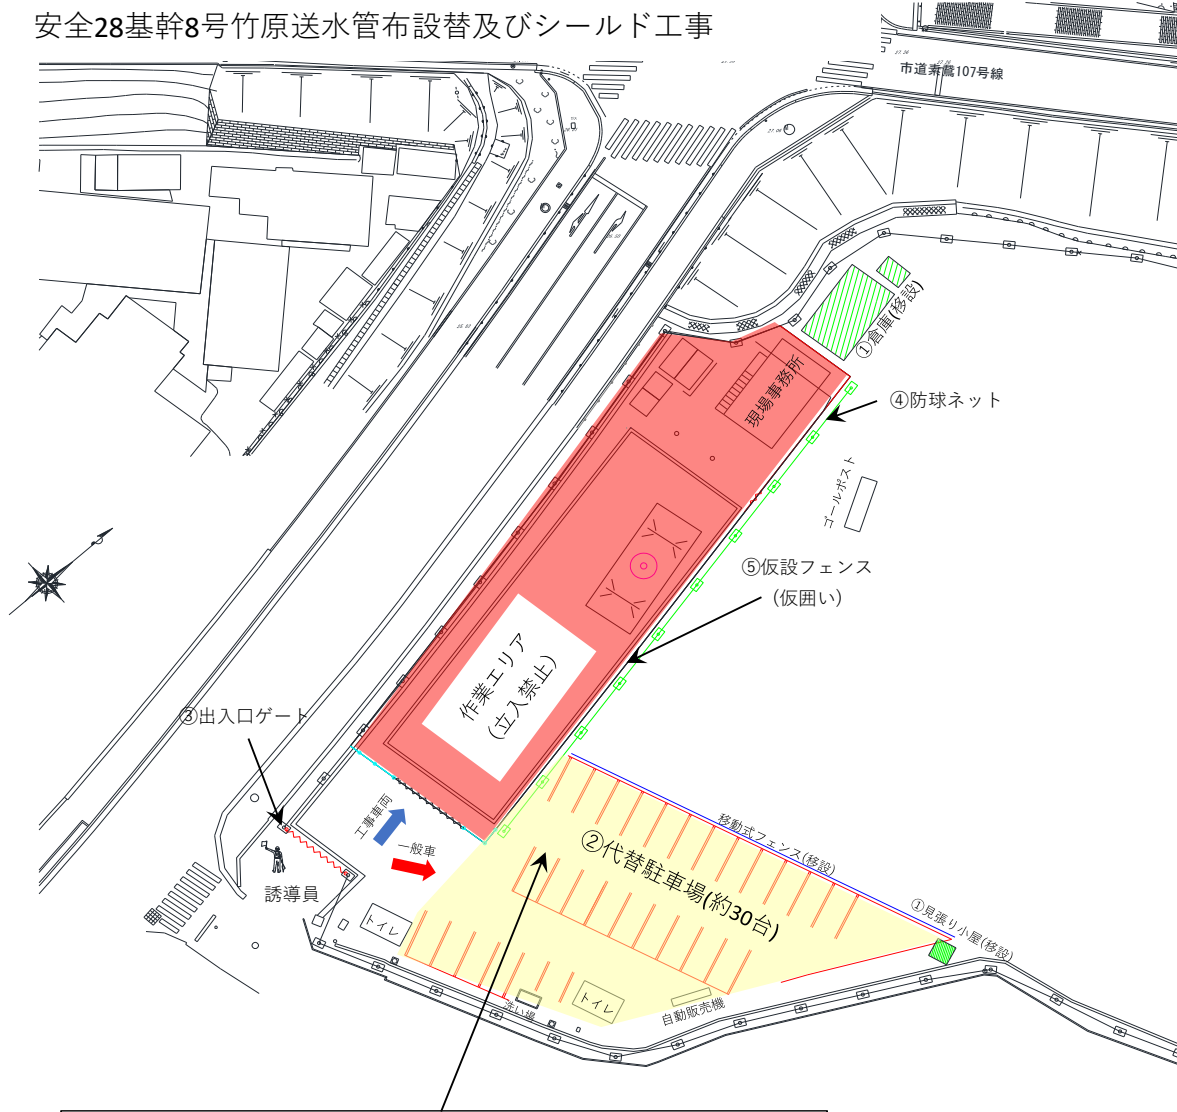 安全28基幹8号竹原送水管布設替及びシールド工事
市道素鵞107号線
①倉庫(移設)
現場事務所
④防球ネット
ゴールポスト
⑤仮設フェンス
(仮囲い)
作業エリア
(立入禁止)
③出入口ゲート
工事車両
一般車
誘導員
移動式フェンス(移設)
②代替駐車場(約30台)
①見張り小屋(移設)
トイレ
トイレ
洗い場
自動販売機